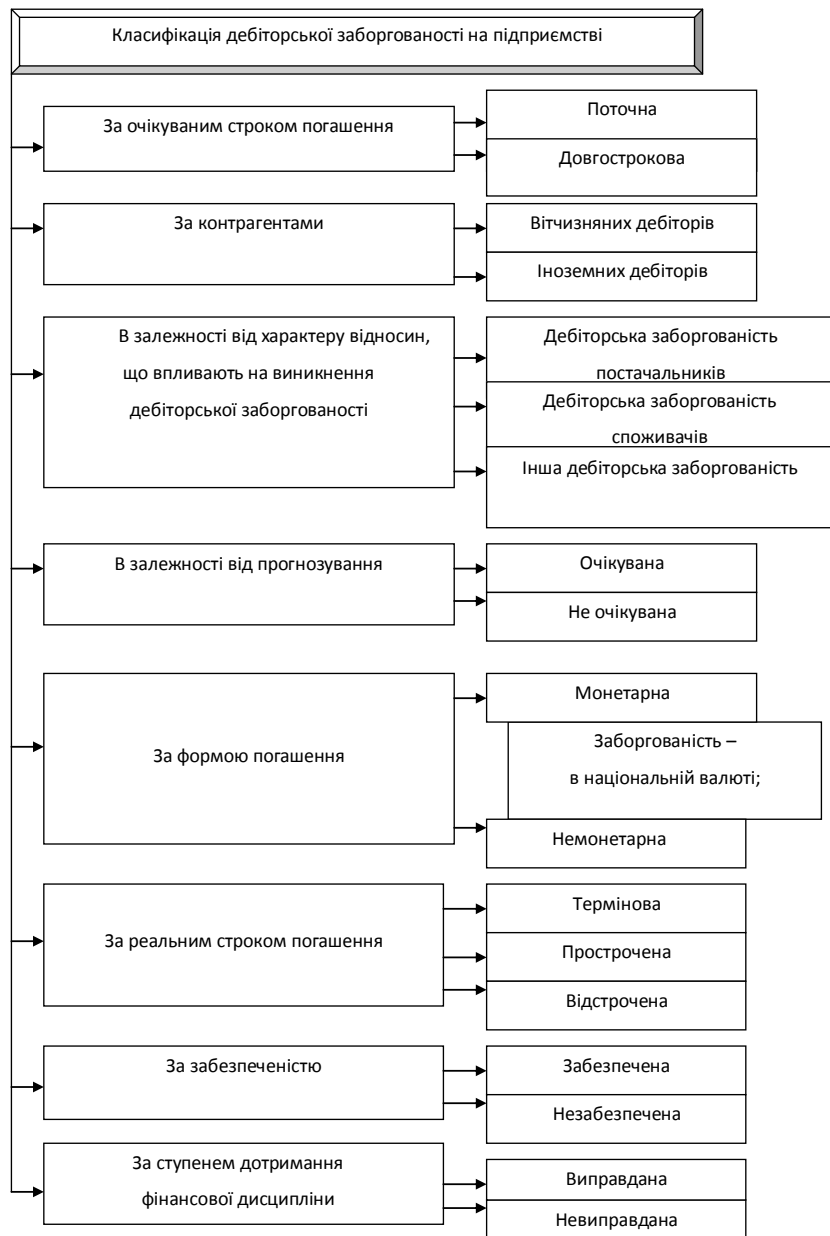 Класифікація дебіторської заборгованості на підприємстві
За очікуваним строком погашення
Поточна
Довгострокова
За контрагентами
Вітчизняних дебіторів
Іноземних дебіторів
В залежності від характеру відносин,
що впливають на виникнення
дебіторської заборгованості
Дебіторська заборгованість
постачальників
Дебіторська заборгованість
споживачів
Інша дебіторська заборгованість
В залежності від прогнозування
Очікувана
Не очікувана
За формою погашення
Монетарна
Заборгованість –
в національній валюті;
Немонетарна
За реальним строком погашення
Термінова
Прострочена
Відстрочена
За забезпеченістю
Забезпечена
Незабезпечена
За ступенем дотримання
фінансової дисципліни
Виправдана
Невиправдана